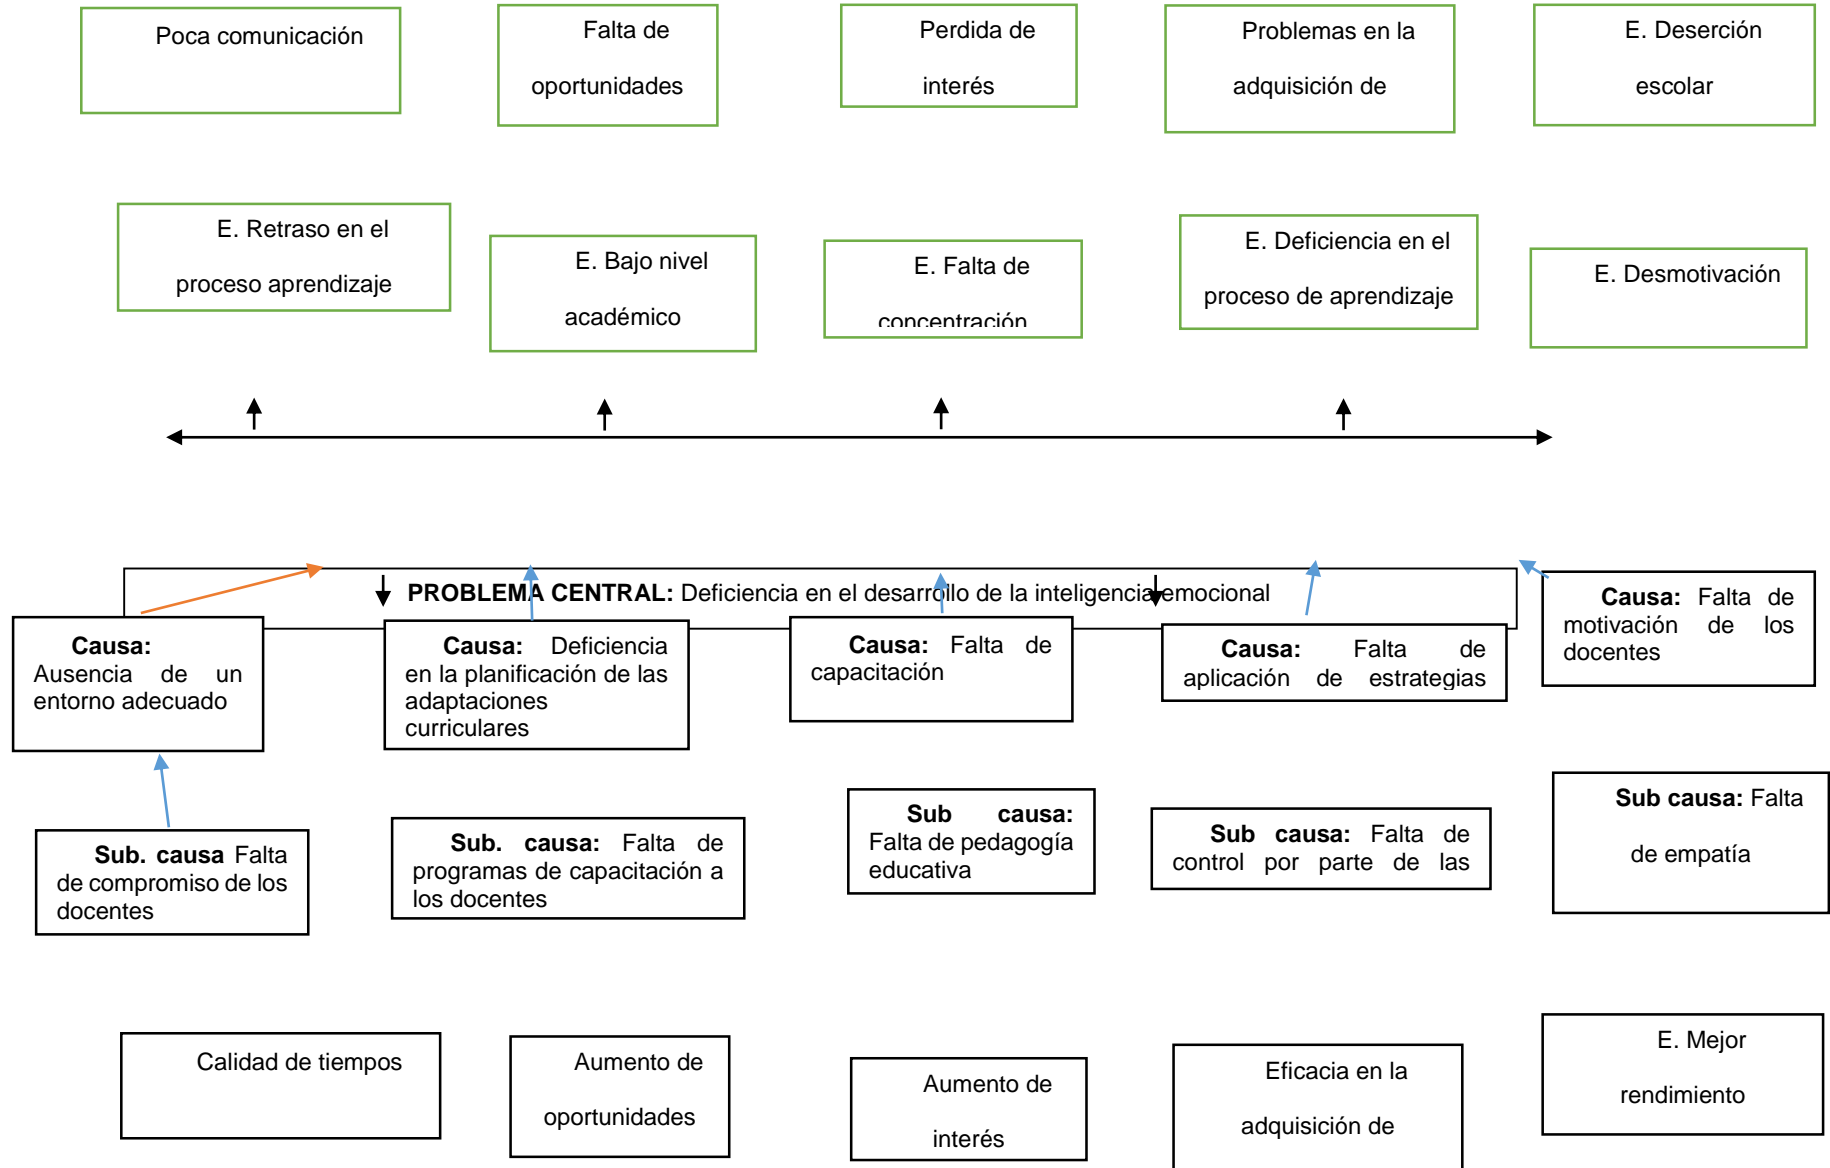 Poca comunicación
Falta de
oportunidades
Perdida de
interés
Problemas en la
adquisición de
E. Deserción
escolar
E. Retraso en el
proceso aprendizaje
E. Bajo nivel
académico
E. Falta de
concentración
E. Deficiencia en el
proceso de aprendizaje
E. Desmotivación
PROBLEMA CENTRAL: Deficiencia en el desarrollo de la inteligencia emocional
Causa:
Ausencia de un
entorno adecuado
Causa: Deficiencia
en la planificación de las
adaptaciones
curriculares
Causa: Falta de
capacitación
Causa: Falta de
aplicación de estrategias
Causa: Falta de
motivación de los
docentes
Sub. causa Falta
de compromiso de los
docentes
Sub. causa: Falta de
programas de capacitación a
los docentes
Sub causa:
Falta de pedagogía
educativa
Sub causa: Falta de
control por parte de las
Sub causa: Falta
de empatía
Calidad de tiempos
Aumento de
oportunidades
Aumento de
interés
Eficacia en la
adquisición de
E. Mejor
rendimiento